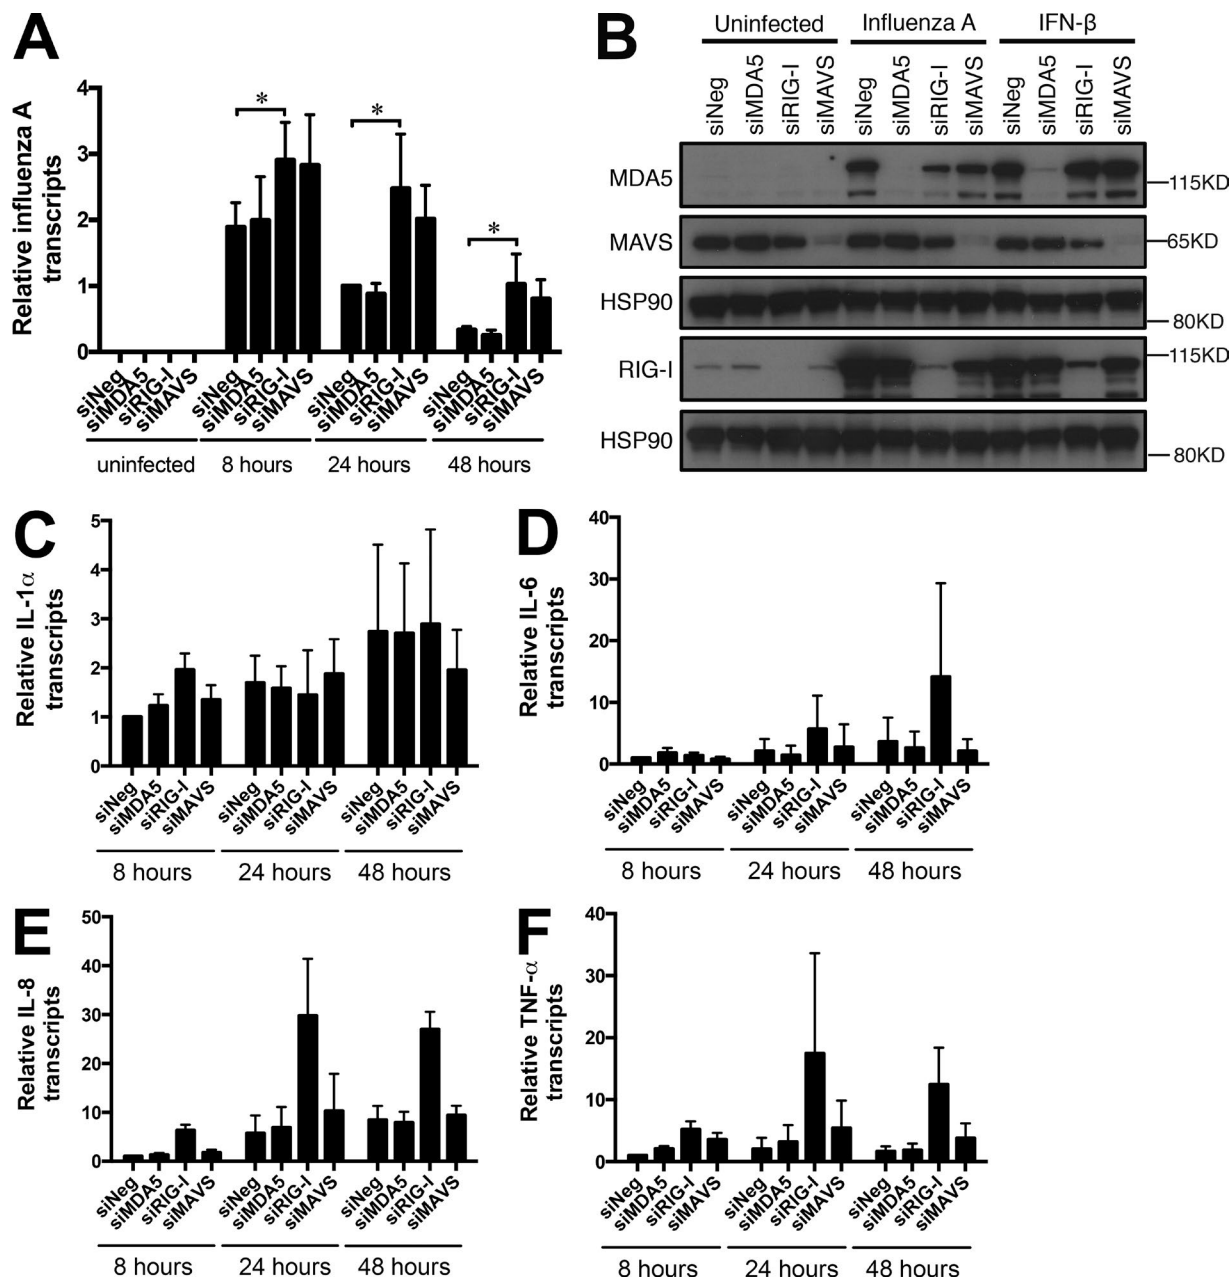 A
Relative influenza A
transcripts
4
3
2
1
0
*
*
*
siNeg
siMDA5
siRIG-I
siMAVS
siNeg
siMDA5
siRIG-I
siMAVS
siNeg
siMDA5
siRIG-I
siMAVS
siNeg
siMDA5
siRIG-I
siMAVS
uninfected
8 hours
24 hours
48 hours
B
Uninfected
Influenza A
IFN-β
siNeg
siMDA5
siRIG-I
siMAVS
siNeg
siMDA5
siRIG-I
siMAVS
siNeg
siMDA5
siRIG-I
siMAVS
MDA5
115KD
MAVS
65KD
HSP90
80KD
RIG-I
115KD
HSP90
80KD
C
Relative IL-1α
transcripts
5
4
3
2
1
0
siNeg
siMDA5
siRIG-I
siMAVS
siNeg
siMDA5
siRIG-I
siMAVS
siNeg
siMDA5
siRIG-I
siMAVS
8 hours
24 hours
48 hours
D
Relative IL-6
transcripts
40
30
20
10
0
siNeg
siMDA5
siRIG-I
siMAVS
siNeg
siMDA5
siRIG-I
siMAVS
siNeg
siMDA5
siRIG-I
siMAVS
8 hours
24 hours
48 hours
E
Relative IL-8
transcripts
50
40
30
20
10
0
siNeg
siMDA5
siRIG-I
siMAVS
siNeg
siMDA5
siRIG-I
siMAVS
siNeg
siMDA5
siRIG-I
siMAVS
8 hours
24 hours
48 hours
F
Relative TNF-α
transcripts
40
30
20
10
0
siNeg
siMDA5
siRIG-I
siMAVS
siNeg
siMDA5
siRIG-I
siMAVS
siNeg
siMDA5
siRIG-I
siMAVS
8 hours
24 hours
48 hours